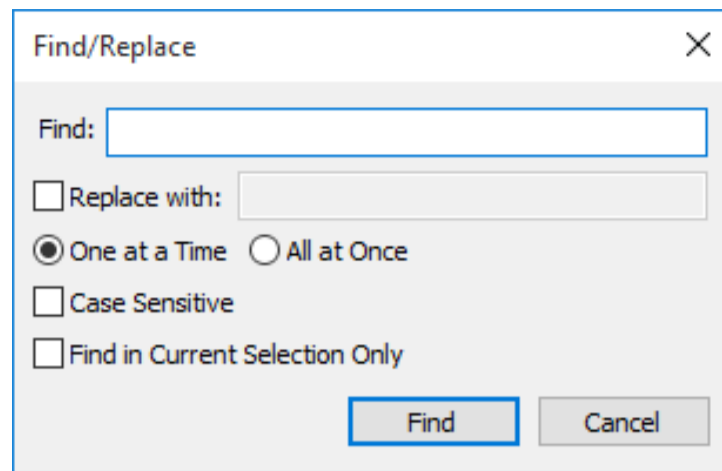 Find/Replace
Find:
Replace with:
One at a Time All at Once
Case Sensitive
Find in Current Selection Only
Find Cancel